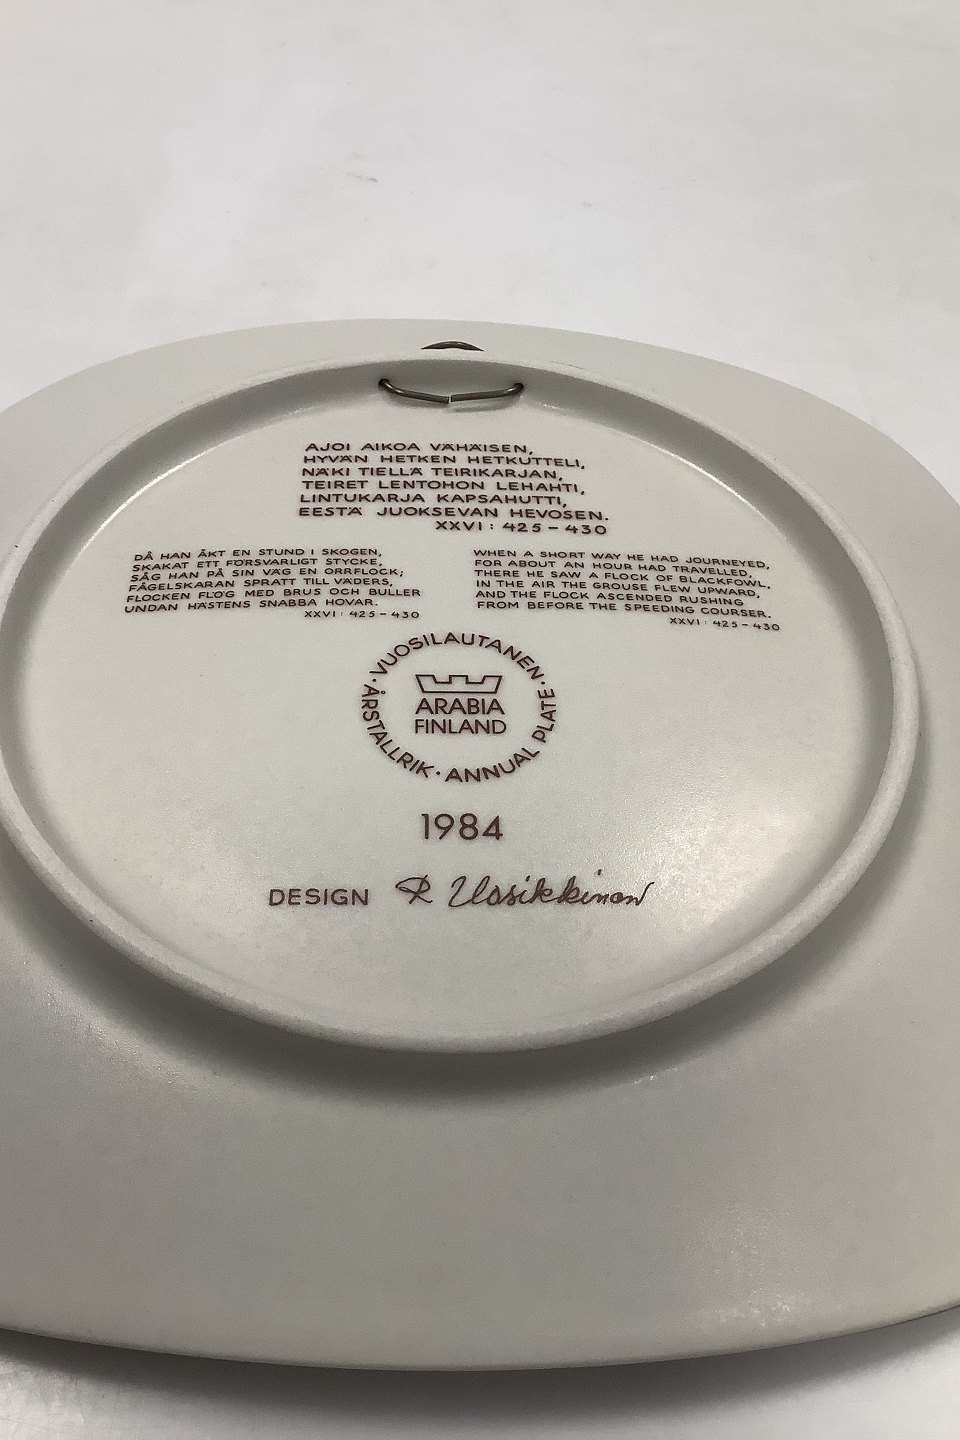 AJOI AIKOA VÄHÄISEN,
HYVÄN HETKEN HETKUTTELI,
NÄKI TIELLÄ TEIRIKARJAN,
TEIRET LENTOHON LEHAHTI,
LINTUKARJA KAPSAHUTTI,
EESTÄ JUOKSEVAN HEVOSEN.
XXVI: 425-430
DÅ HAN ÅKT EN STUND I SKOGEN,
SKAKAT ETT FÖRSVARLIGT STYCKE,
SÅG HAN PÅ SIN VÄG EN ORRFLOCK;
FÅGELSKARAN SPRATT TILL VÄDERS,
FLOCKEN FLÖG MED BRUS OCH BULLER
UNDAN HÄSTENS SNABBA HOVAR.
XXVI: 425-430
WHEN A SHORT WAY HE HAD JOURNEYED,
FOR ABOUT AN HOUR HAD TRAVELLED,
THERE HE SAW A FLOCK OF BLACKFOWL,
IN THE AIR THE GROUSE FLEW UPWARD,
AND THE FLOCK ASCENDED RUSHING
FROM BEFORE THE SPEEDING COURSER.
XXVI: 425-430
· VUOSILAUTANEN ·
ÅRSTALLRIK · ANNUAL PLATE
ARABIA
FINLAND
1984
DESIGN R Uosikkinen